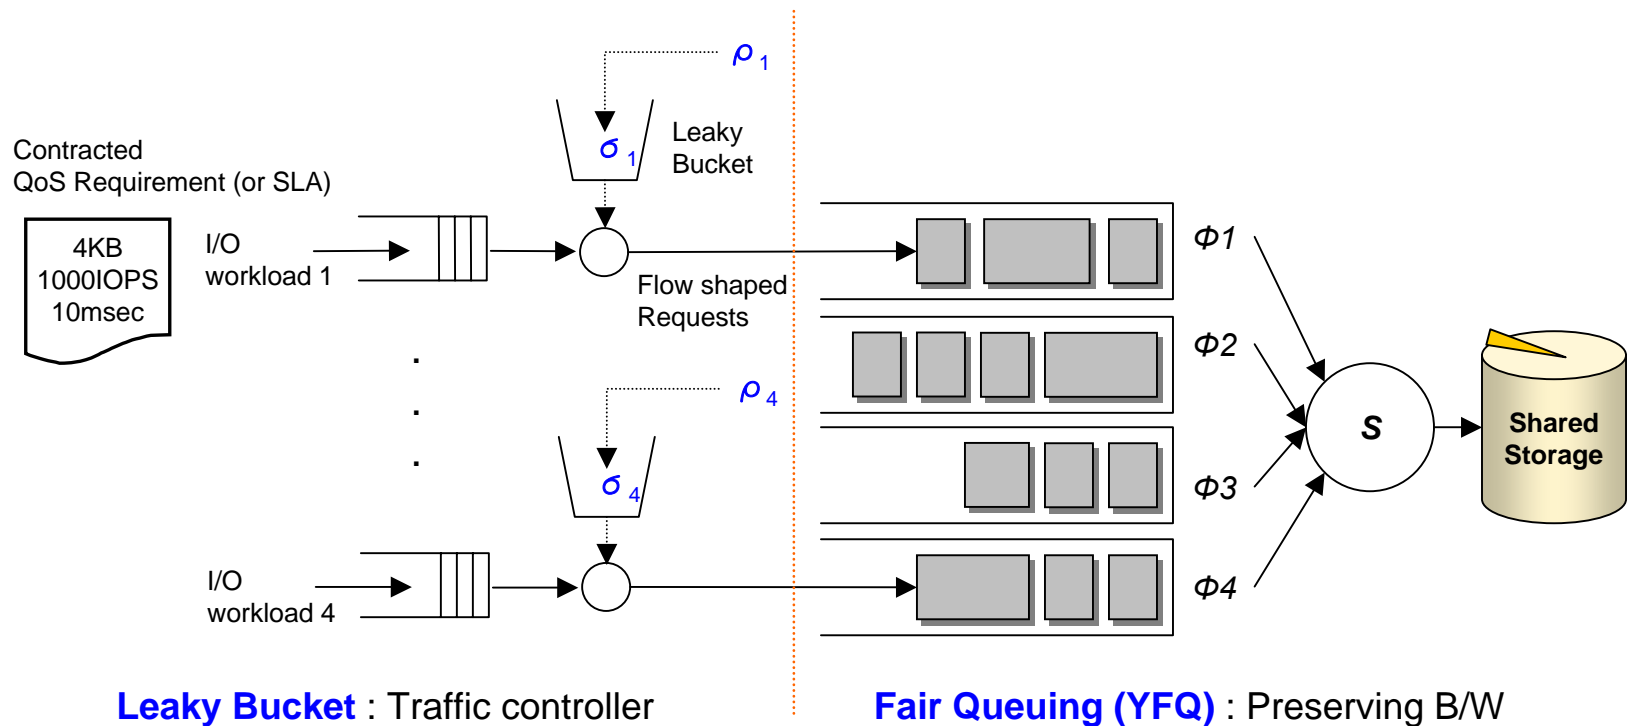 ρ 1
Contracted
QoS Requirement (or SLA)
4KB
1000IOPS
10msec
σ 1
Leaky
Bucket
I/O
workload 1
Flow shaped
Requests
.
.
.
ρ 4
σ 4
I/O
workload 4
Φ1
Φ2
Φ3
Φ4
S
Shared
Storage
Leaky Bucket : Traffic controller
Fair Queuing (YFQ) : Preserving B/W